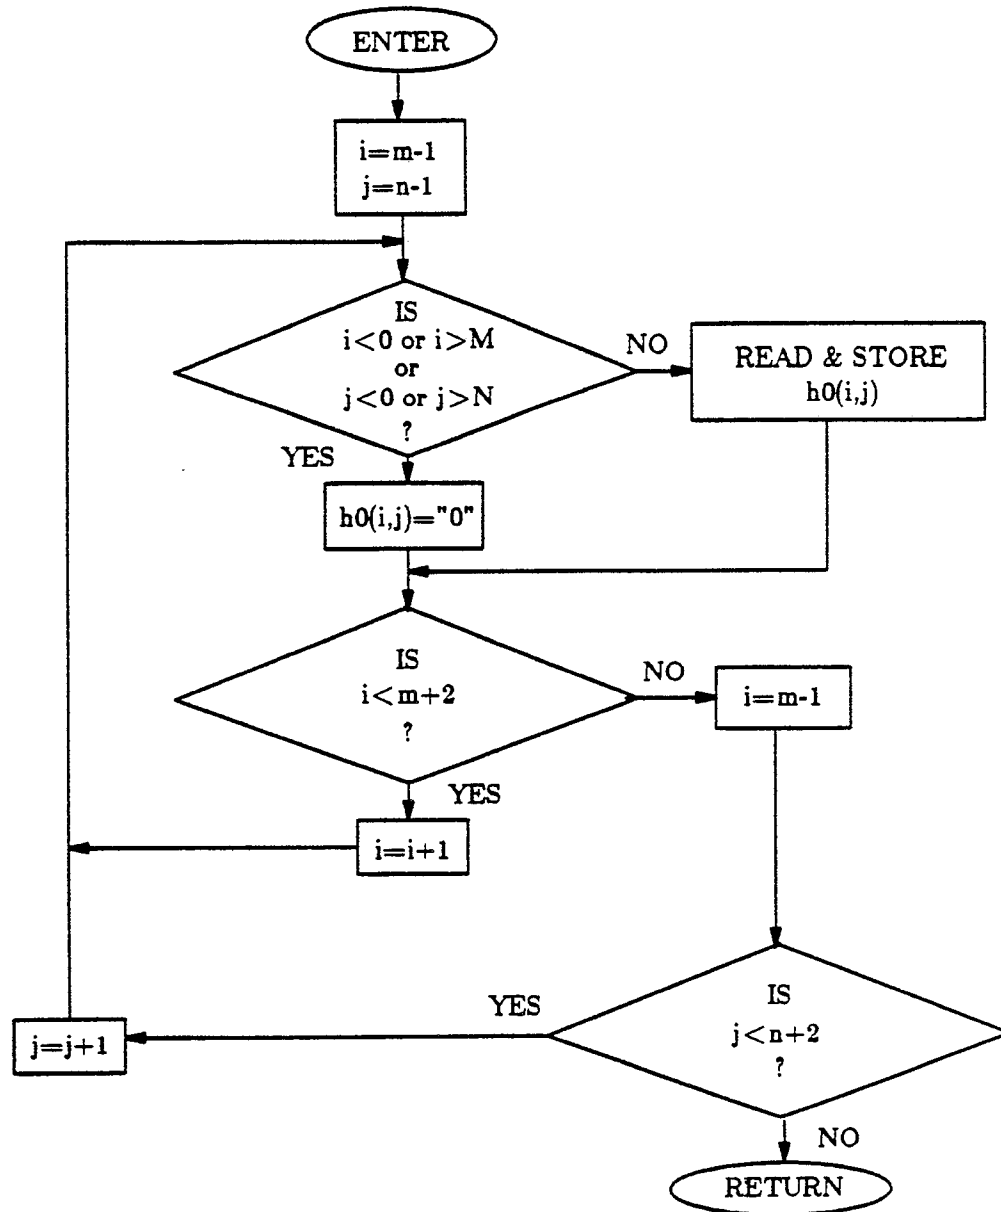 ENTER
i=m-1
j=n-1
IS
i<0 or i>M
or
j<0 or j>N
?
NO
READ & STORE
h0(i,j)
YES
h0(i,j)="0"
IS
i<m+2
?
NO
i=m-1
YES
i=i+1
IS
j<n+2
?
YES
j=j+1
NO
RETURN